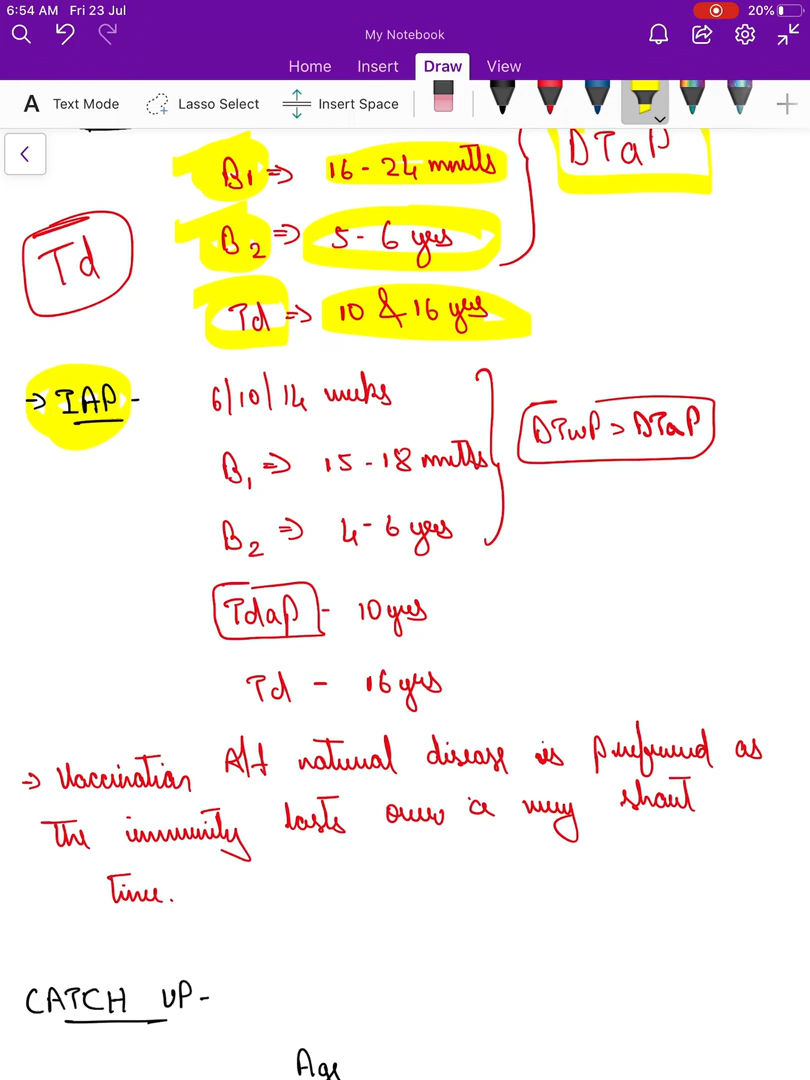 6:54 AM Fri 23 Jul
20%
My Notebook
Home Insert Draw View
A Text Mode Lasso Select Insert Space
B1 => 16 - 24 months
DTaP
B2 => 5 - 6 yrs
Td
Td => 10 & 16 yrs
-> IAP - 6/10/14 weeks
DTwP > DTaP
B1 => 15 - 18 months
B2 => 4 - 6 yrs
Tdap - 10 yrs
Td - 16 yrs
-> Vaccination Aft natural disease is preferred as
The immunity lasts over a very short
Time.
CATCH UP -
Age